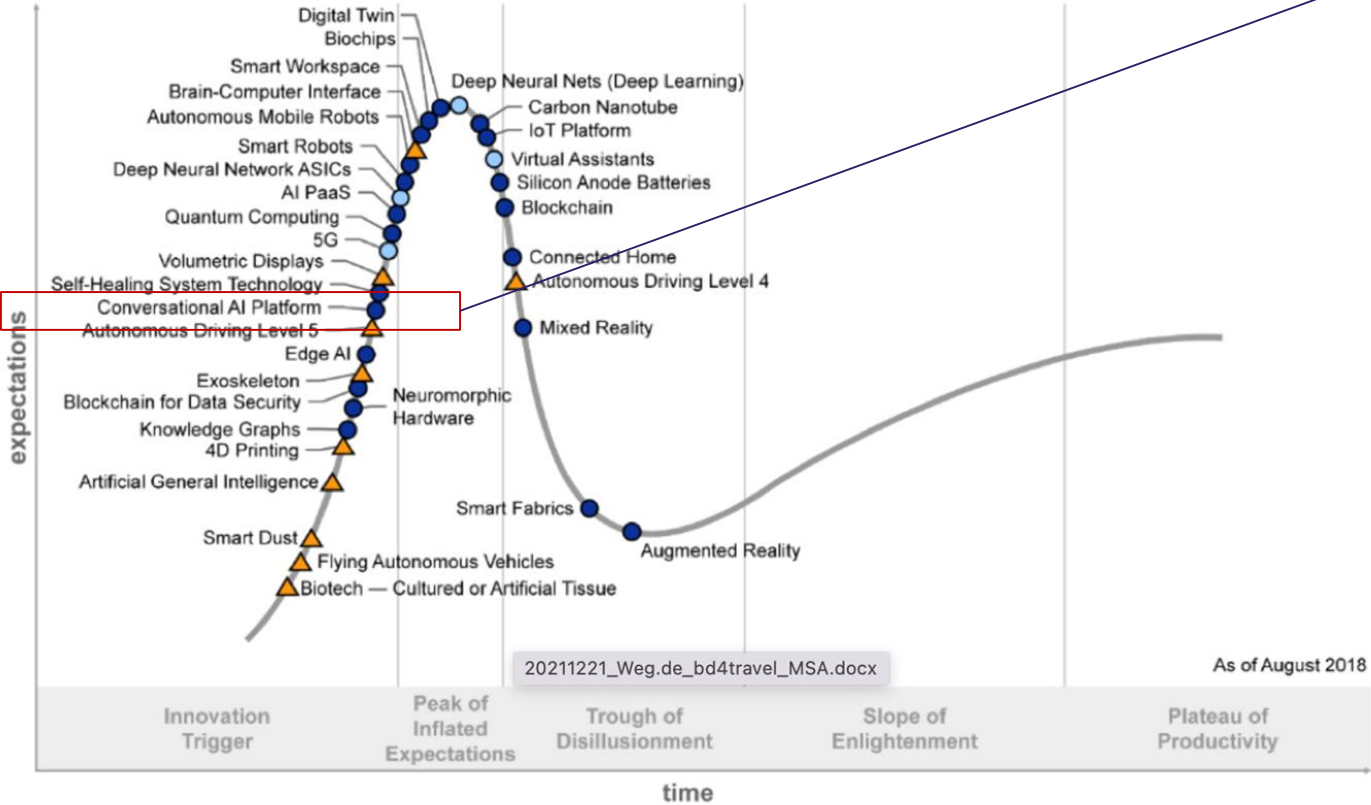 Digital Twin
Biochips
Smart Workspace
Brain-Computer Interface
Autonomous Mobile Robots
Smart Robots
Deep Neural Network ASICs
AI PaaS
Quantum Computing
5G
Volumetric Displays
Self-Healing System Technology
Conversational AI Platform
Autonomous Driving Level 5
Edge AI
Exoskeleton
Blockchain for Data Security
Neuromorphic
Hardware
Knowledge Graphs
4D Printing
Artificial General Intelligence
Smart Dust
Flying Autonomous Vehicles
Biotech — Cultured or Artificial Tissue
Deep Neural Nets (Deep Learning)
Carbon Nanotube
IoT Platform
Virtual Assistants
Silicon Anode Batteries
Blockchain
Connected Home
Autonomous Driving Level 4
Mixed Reality
Smart Fabrics
Augmented Reality
expectations
20211221_Weg.de_bd4travel_MSA.docx
As of August 2018
Innovation
Trigger
Peak of
Inflated
Expectations
Trough of
Disillusionment
Slope of
Enlightenment
Plateau of
Productivity
time